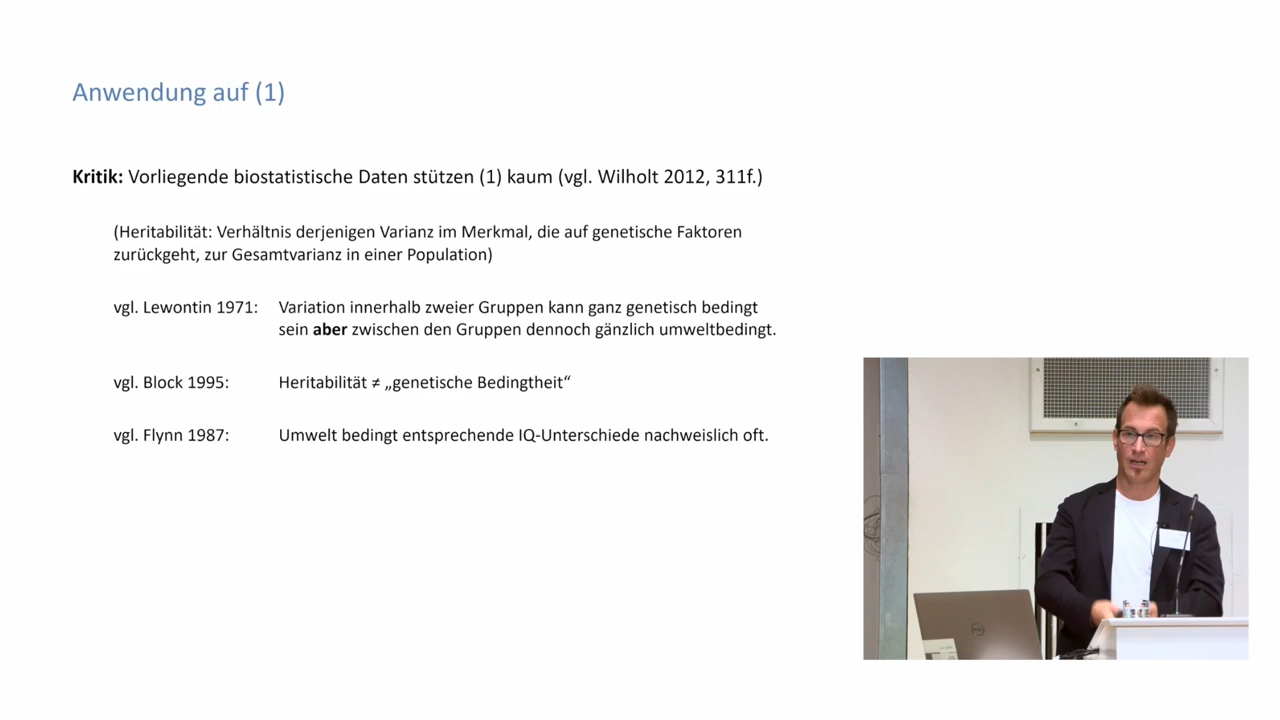 Anwendung auf (1)
Kritik: Vorliegende biostatistische Daten stützen (1) kaum (vgl. Wilholt 2012, 311f.)
(Heritabilität: Verhältnis derjenigen Varianz im Merkmal, die auf genetische Faktoren
zurückgeht, zur Gesamtvarianz in einer Population)
vgl. Lewontin 1971: Variation innerhalb zweier Gruppen kann ganz genetisch bedingt
sein aber zwischen den Gruppen dennoch gänzlich umweltbedingt.
vgl. Block 1995: Heritabilität ≠ „genetische Bedingtheit“
vgl. Flynn 1987: Umwelt bedingt entsprechende IQ-Unterschiede nachweislich oft.
DELL